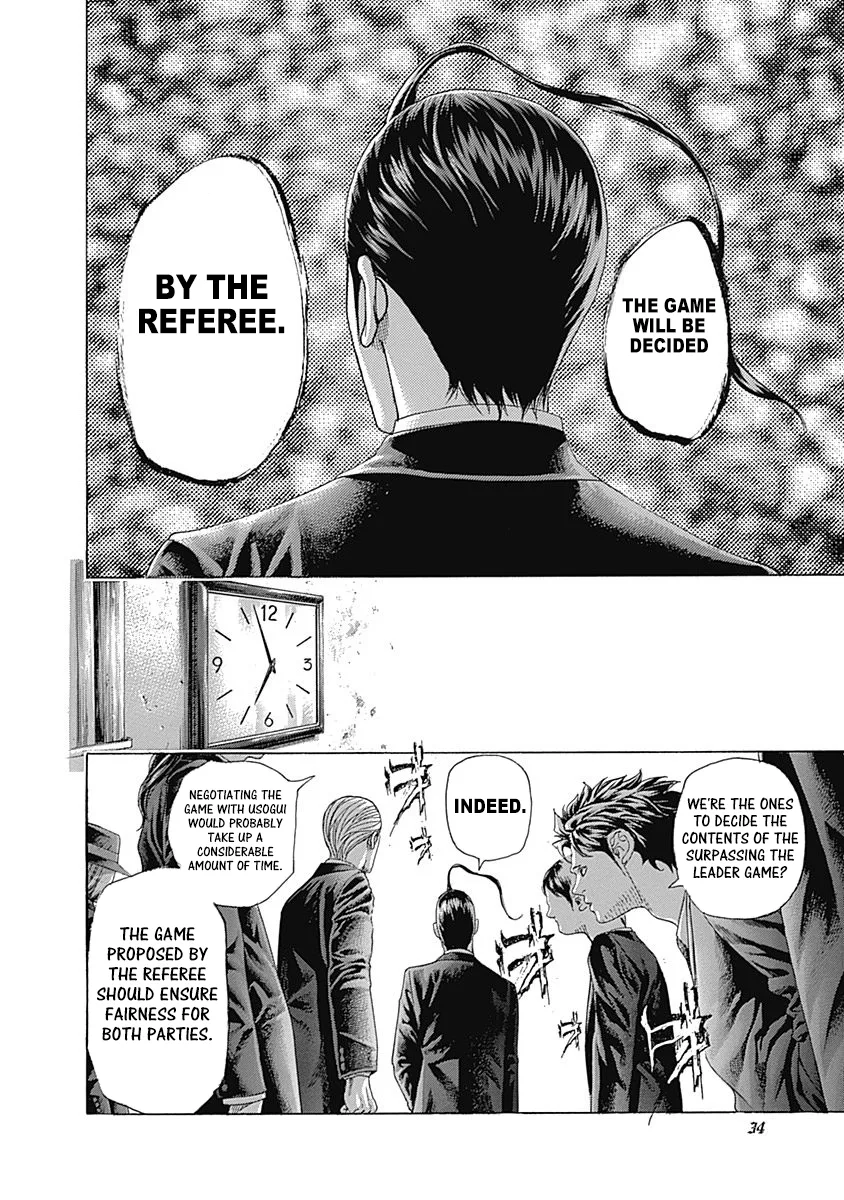 THE GAME
WILL BE
DECIDED
BY THE
REFEREE.
12
9
3
6
WE'RE THE ONES
TO DECIDE THE
CONTENTS OF THE
SURPASSING THE
LEADER GAME?
INDEED.
NEGOTIATING THE
GAME WITH USOGUI
WOULD PROBABLY
TAKE UP A
CONSIDERABLE
AMOUNT OF TIME.
THE GAME
PROPOSED BY
THE REFEREE
SHOULD ENSURE
FAIRNESS FOR
BOTH PARTIES.
34